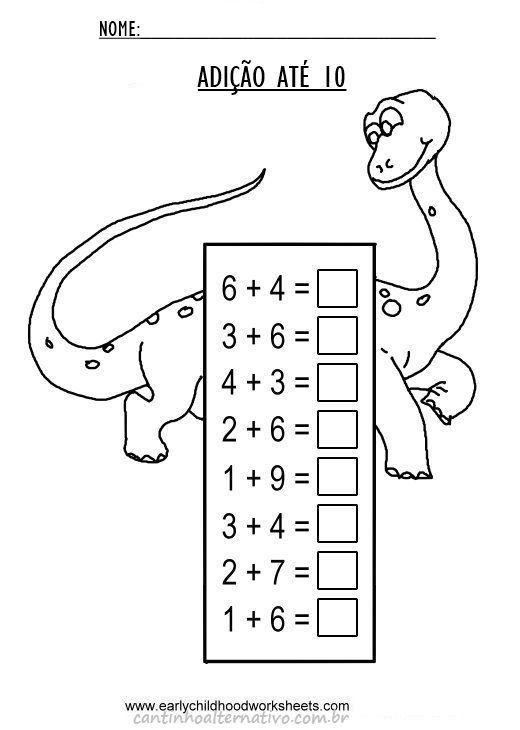 NOME:
ADIÇÃO ATÉ 10
6 + 4 =
3 + 6 =
4 + 3 =
2 + 6 =
1 + 9 =
3 + 4 =
2 + 7 =
1 + 6 =
www.earlychildhoodworksheets.com
cantinhoalternativo.com.br